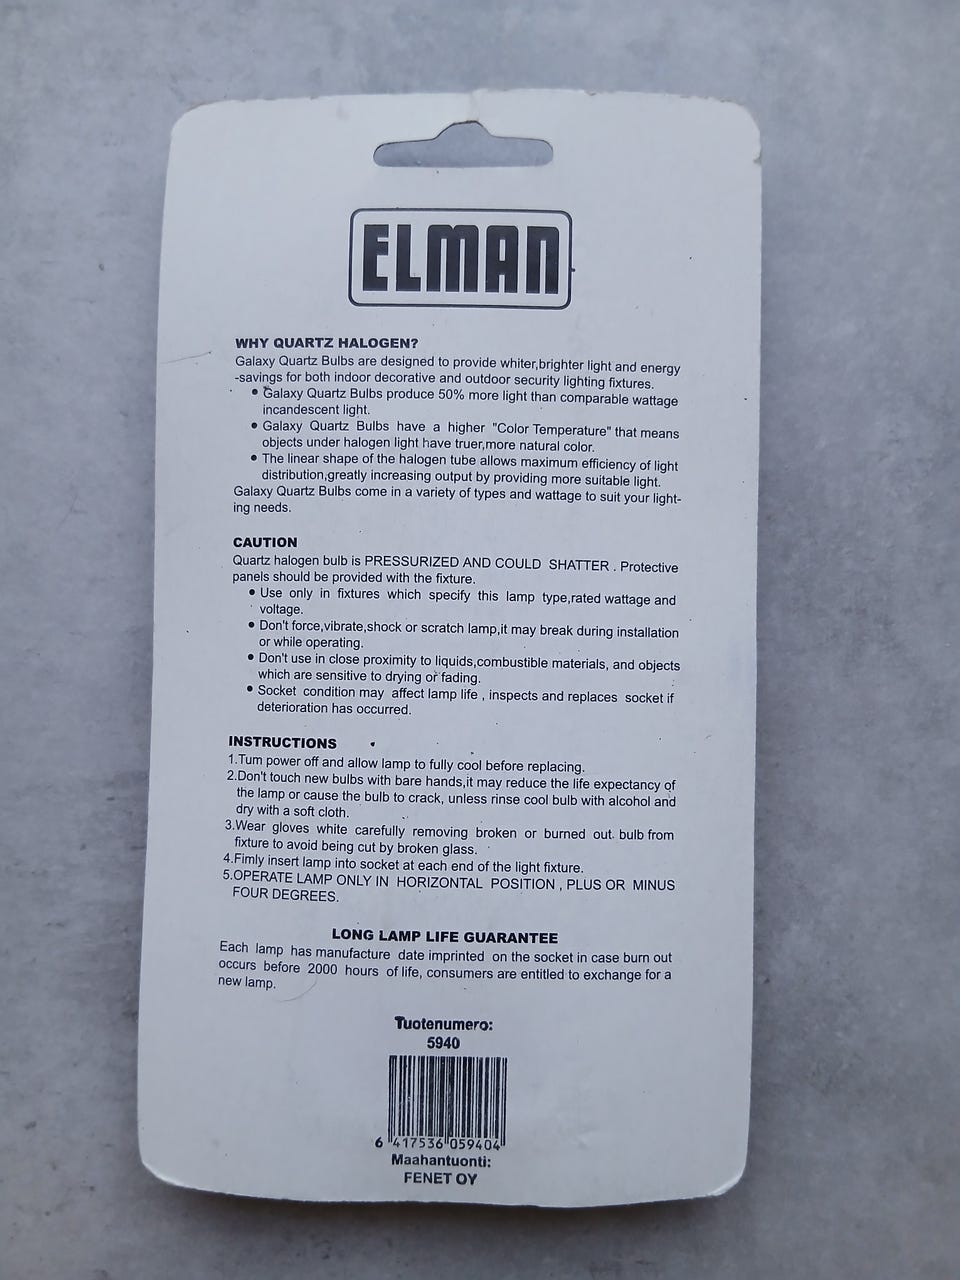 ELMAN
WHY QUARTZ HALOGEN?
Galaxy Quartz Bulbs are designed to provide whiter,brighter light and energy
-savings for both indoor decorative and outdoor security lighting fixtures.
• Galaxy Quartz Bulbs produce 50% more light than comparable wattage
incandescent light.
• Galaxy Quartz Bulbs have a higher "Color Temperature" that means
objects under halogen light have truer,more natural color.
• The linear shape of the halogen tube allows maximum efficiency of light
distribution,greatly increasing output by providing more suitable light.
Galaxy Quartz Bulbs come in a variety of types and wattage to suit your light-
ing needs.
CAUTION
Quartz halogen bulb is PRESSURIZED AND COULD SHATTER . Protective
panels should be provided with the fixture.
• Use only in fixtures which specify this lamp type,rated wattage and
voltage.
• Don't force,vibrate,shock or scratch lamp,it may break during installation
or while operating.
• Don't use in close proximity to liquids,combustible materials, and objects
which are sensitive to drying or fading.
• Socket condition may affect lamp life , inspects and replaces socket if
deterioration has occurred.
INSTRUCTIONS
1.Turn power off and allow lamp to fully cool before replacing.
2.Don't touch new bulbs with bare hands,it may reduce the life expectancy of
the lamp or cause the bulb to crack, unless rinse cool bulb with alcohol and
dry with a soft cloth.
3.Wear gloves white carefully removing broken or burned out bulb from
fixture to avoid being cut by broken glass.
4.Fimly insert lamp into socket at each end of the light fixture.
5.OPERATE LAMP ONLY IN HORIZONTAL POSITION , PLUS OR MINUS
FOUR DEGREES.
LONG LAMP LIFE GUARANTEE
Each lamp has manufacture date imprinted on the socket in case burn out
occurs before 2000 hours of life, consumers are entitled to exchange for a
new lamp.
Tuotenumero:
5940
6 417536 059404
Maahantuonti:
FENET OY